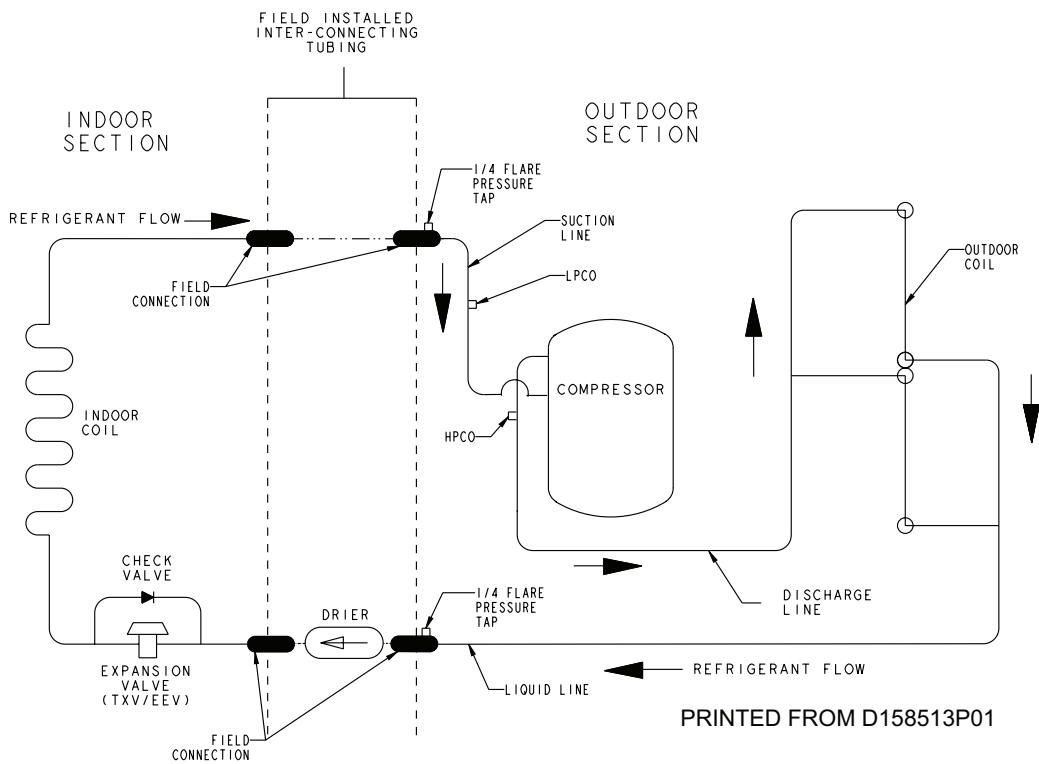 FIELD INSTALLED
INTER-CONNECTING
TUBING
INDOOR
SECTION
OUTDOOR
SECTION
1/4 FLARE
PRESSURE
TAP
REFRIGERANT FLOW
SUCTION
LINE
OUTDOOR
COIL
FIELD
CONNECTION
LPCO
COMPRESSOR
INDOOR
COIL
HPCO
CHECK
VALVE
DRIER
1/4 FLARE
PRESSURE
TAP
DISCHARGE
LINE
EXPANSION
VALVE
(TXV/EEV)
LIQUID LINE
REFRIGERANT FLOW
PRINTED FROM D158513P01
FIELD
CONNECTION